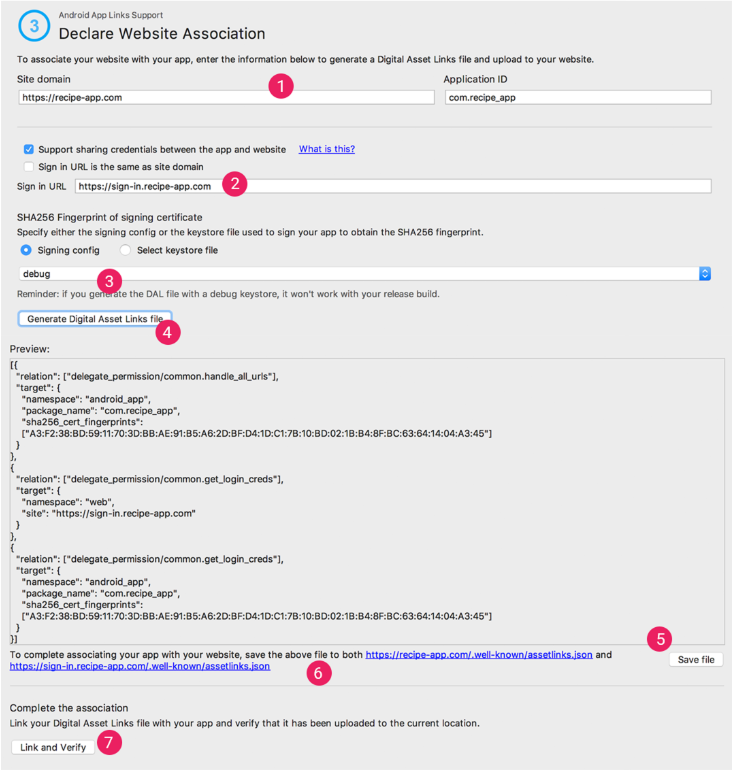 3
Android App Links Support
Declare Website Association
To associate your website with your app, enter the information below to generate a Digital Asset Links file and upload to your website.
Site domain
Application ID
1
https://recipe-app.com
com.recipe_app
Support sharing credentials between the app and website What is this?
Sign in URL is the same as site domain
Sign in URL https://sign-in.recipe-app.com 2
SHA256 Fingerprint of signing certificate
Specify either the signing config or the keystore file used to sign your app to obtain the SHA256 fingerprint.
Signing config Select keystore file
debug
3
Reminder: if you generate the DAL file with a debug keystore, it won't work with your release build.
Generate Digital Asset Links file
4
Preview:
[{
"relation": ["delegate_permission/common.handle_all_urls"],
"target": {
"namespace": "android_app",
"package_name": "com.recipe_app",
"sha256_cert_fingerprints":
["A3:F2:38:BD:59:11:70:3D:BB:AE:91:B5:A6:2D:BF:D4:1D:C1:7B:10:BD:02:1B:B4:8F:BC:63:64:14:04:A3:45"]
}
},
{
"relation": ["delegate_permission/common.get_login_creds"],
"target": {
"namespace": "web",
"site": "https://sign-in.recipe-app.com"
}
},
{
"relation": ["delegate_permission/common.get_login_creds"],
"target": {
"namespace": "android_app",
"package_name": "com.recipe_app",
"sha256_cert_fingerprints":
["A3:F2:38:BD:59:11:70:3D:BB:AE:91:B5:A6:2D:BF:D4:1D:C1:7B:10:BD:02:1B:B4:8F:BC:63:64:14:04:A3:45"]
}
}]
5
To complete associating your app with your website, save the above file to both https://recipe-app.com/.well-known/assetlinks.json and
https://sign-in.recipe-app.com/.well-known/assetlinks.json
Save file
6
Complete the association
Link your Digital Asset Links file with your app and verify that it has been uploaded to the current location.
Link and Verify 7